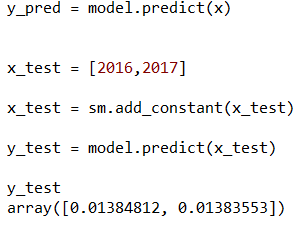 y_pred = model.predict(x)
x_test = [2016,2017]
x_test = sm.add_constant(x_test)
y_test = model.predict(x_test)
y_test
array([0.01384812, 0.01383553])